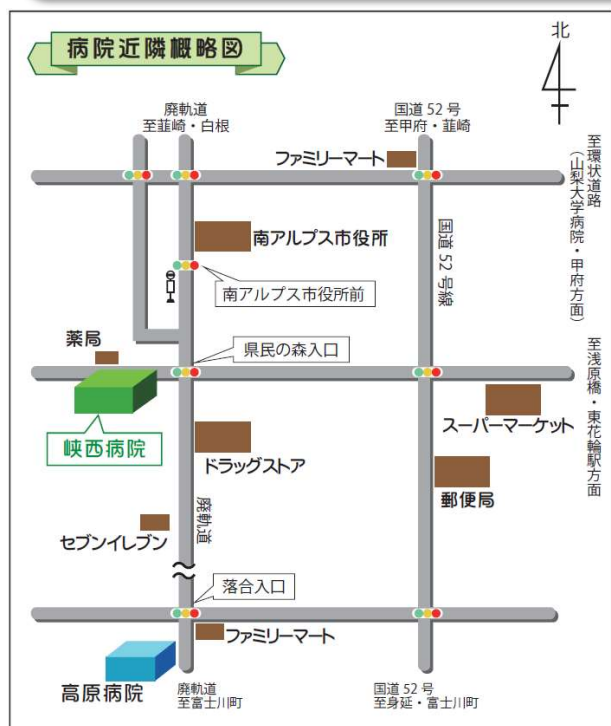 病院近隣概略図
北
廃軌道
至韮崎・白根
国道52号
至甲府・韮崎
ファミリーマート
至環状道路
（山梨大学病院・甲府方面）
南アルプス市役所
国道52号線
南アルプス市役所前
薬局
県民の森入口
至浅原橋・東花輪駅方面
峡西病院
スーパーマーケット
ドラッグストア
郵便局
廃軌道
セブンイレブン
落合入口
ファミリーマート
高原病院
廃軌道
至富士川町
国道52号
至身延・富士川町